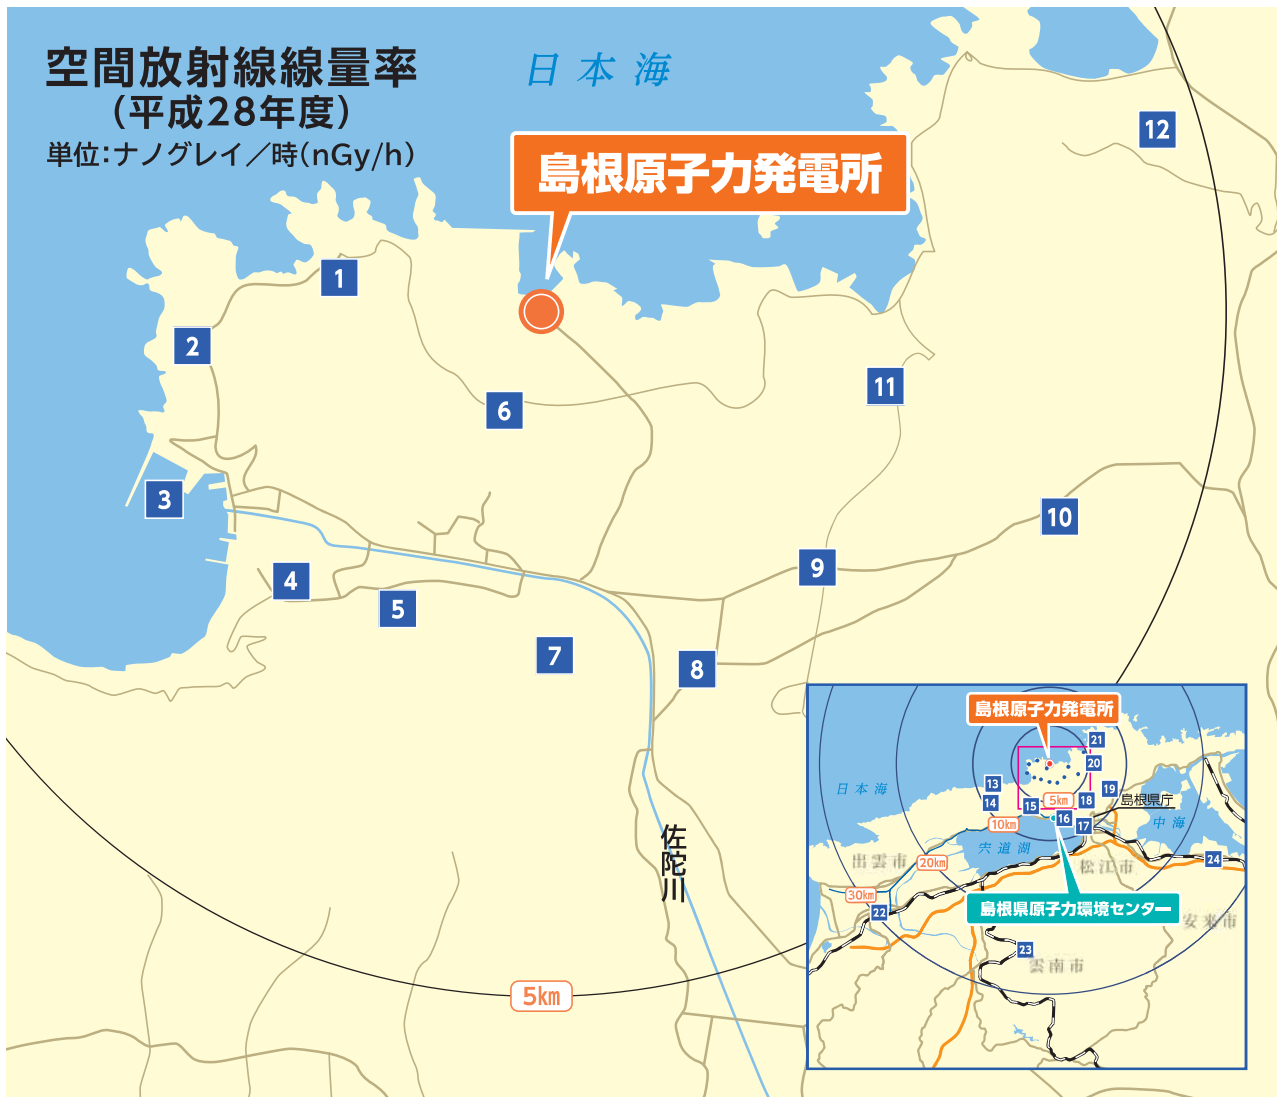 空間放射線線量率
（平成28年度）
単位：ナノグレイ／時（nGy/h）
日本海
島根原子力発電所
12
1
2
11
6
3
10
9
4
5
7
8
佐陀川
5km
島根原子力発電所
21
20
13
19
14
15
5km
18
島根県庁
日本海
10km
16
17
中海
宍道湖
出雲市
20km
松江市
24
30km
22
島根県原子力環境センター
安来市
23
雲南市